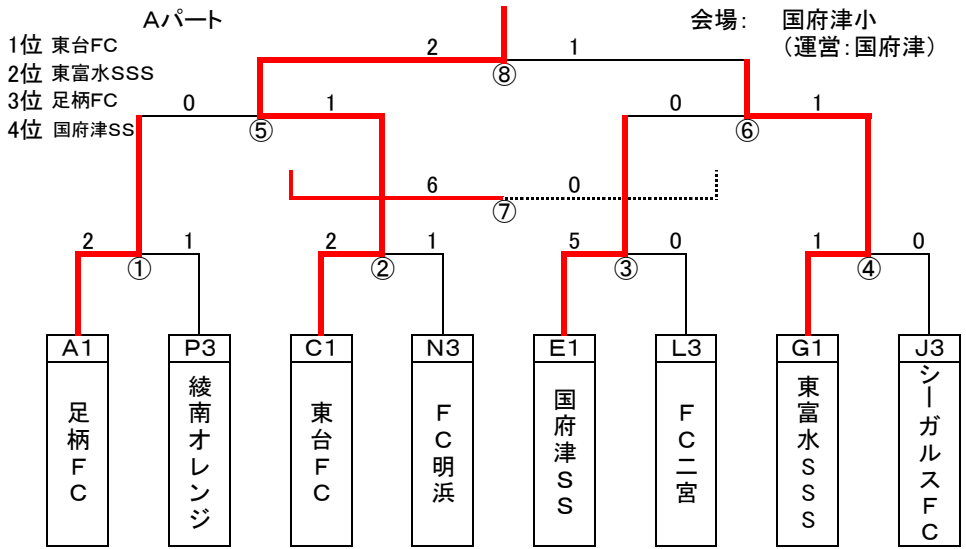 Aパート
会場： 国府津小
（運営：国府津）
1位 東台FC
2位 東富水SSS
3位 足柄FC
4位 国府津SS
2 1
⑧
0 1 0 1
⑤ ⑥
6 0
⑦
2 1 2 1 5 0 1 0
① ② ③ ④
A1 P3 C1 N3 E1 L3 G1 J3
足柄FC
綾南オレンジ
東台FC
FC明浜
国府津SS
FC二宮
東富水SSS
シーガルスFC